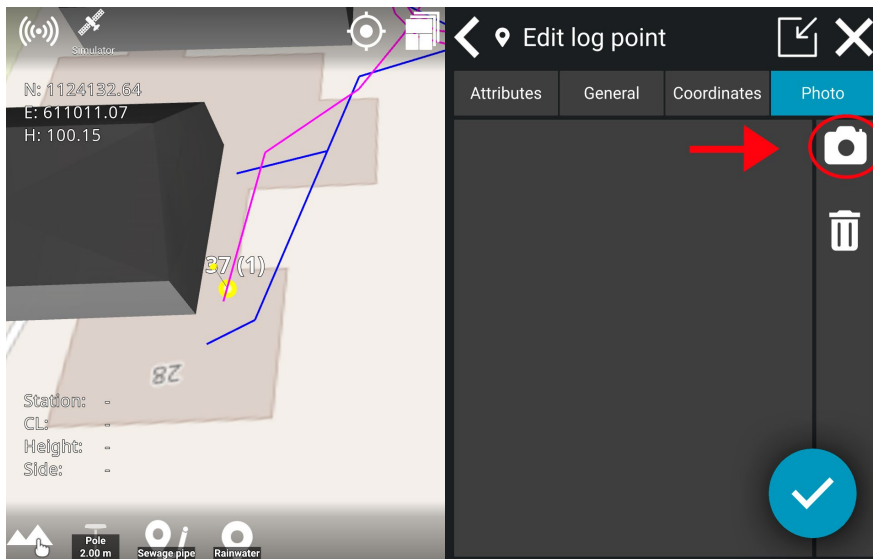 Simulator
N: 1124132.64
E: 611011.07
H: 100.15
37 (1)
28
Station: -
CL: -
Height: -
Side: -
Pole
2.00 m
Sewage pipe
Rainwater
Edit log point
Attributes
General
Coordinates
Photo